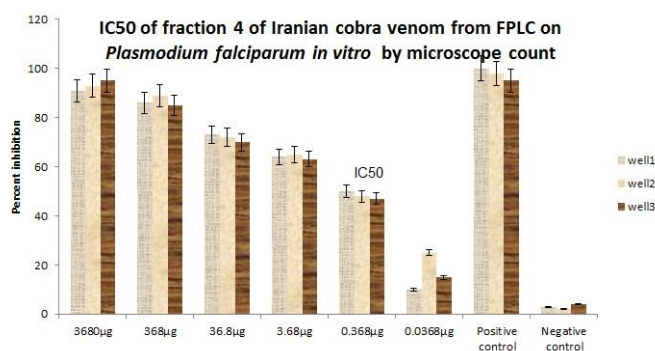 IC50 of fraction 4 of Iranian cobra venom from FPLC on
Plasmodium falciparum in vitro by microscope count
120
100
80
60
40
20
0
Percent inhibition
IC50
3680µg
368µg
36.8µg
3.68µg
0.368µg
0.0368µg
Positive
control
Negative
control
well1
well2
well3